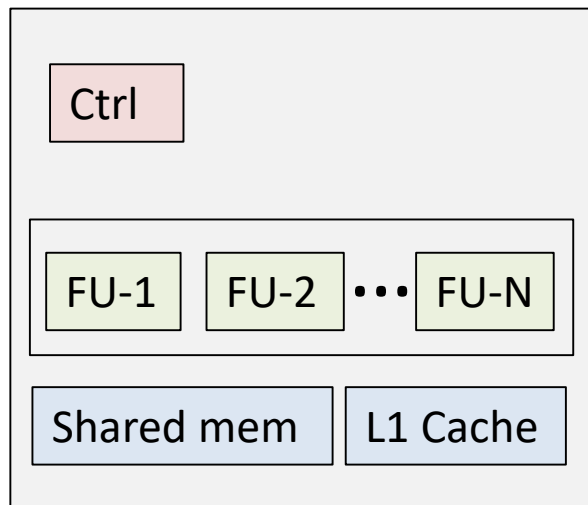 Ctrl
FU-1 FU-2 ••• FU-N
Shared mem L1 Cache